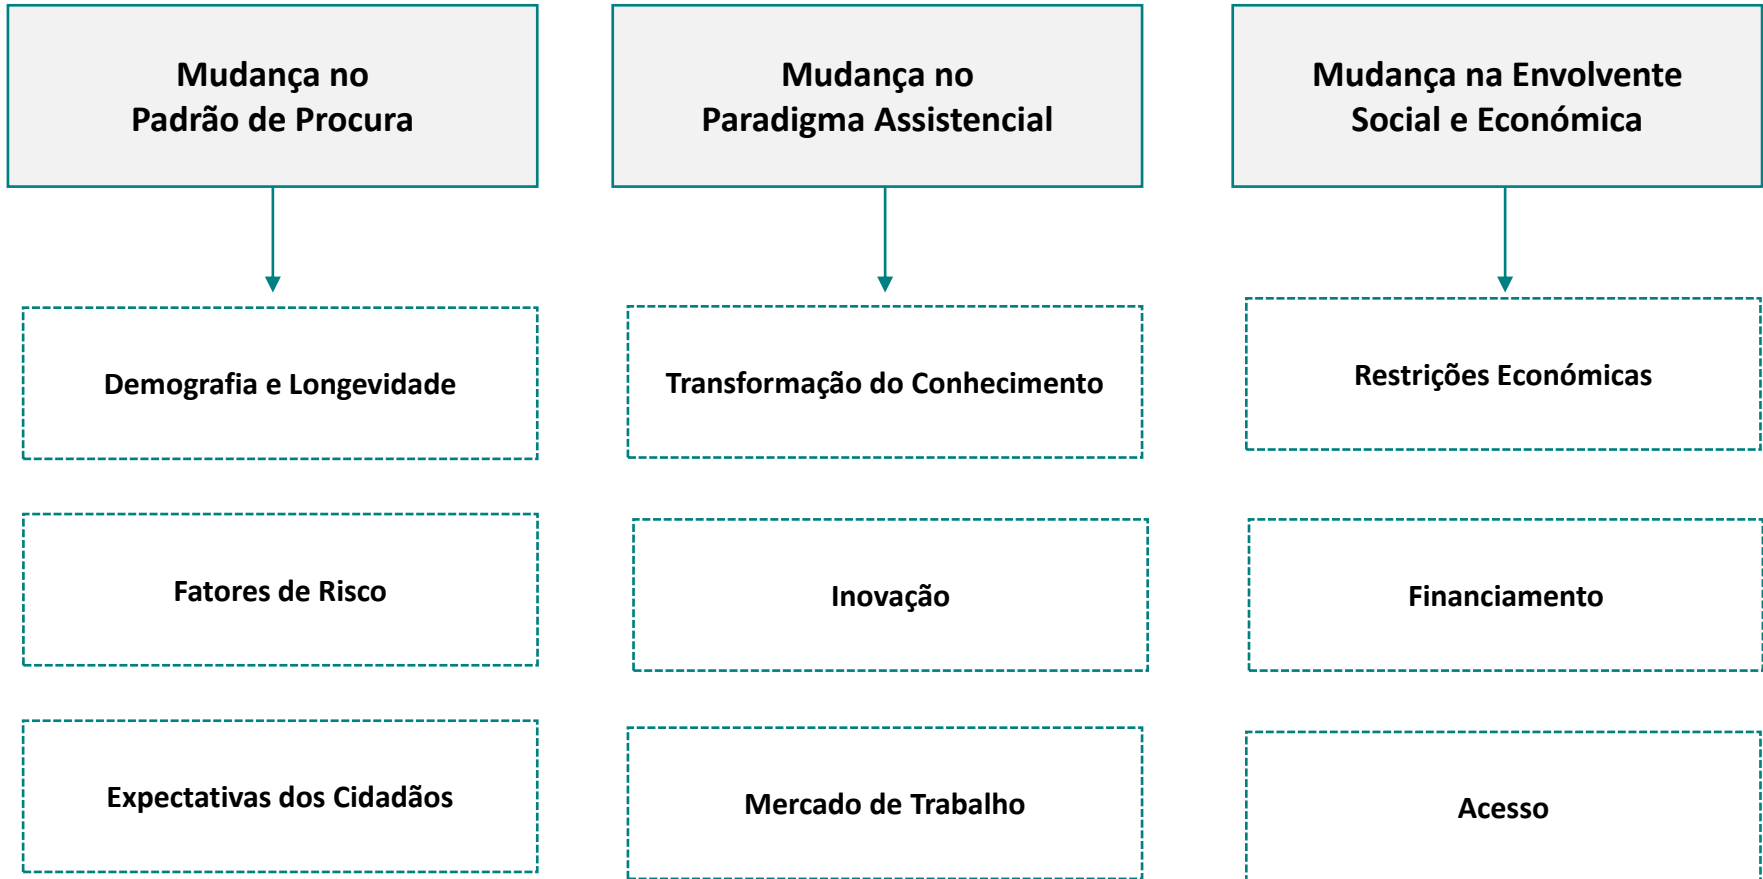 Mudança no
Padrão de Procura
Mudança no
Paradigma Assistencial
Mudança na Envolvente
Social e Económica
Demografia e Longevidade
Transformação do Conhecimento
Restrições Económicas
Fatores de Risco
Inovação
Financiamento
Expectativas dos Cidadãos
Mercado de Trabalho
Acesso